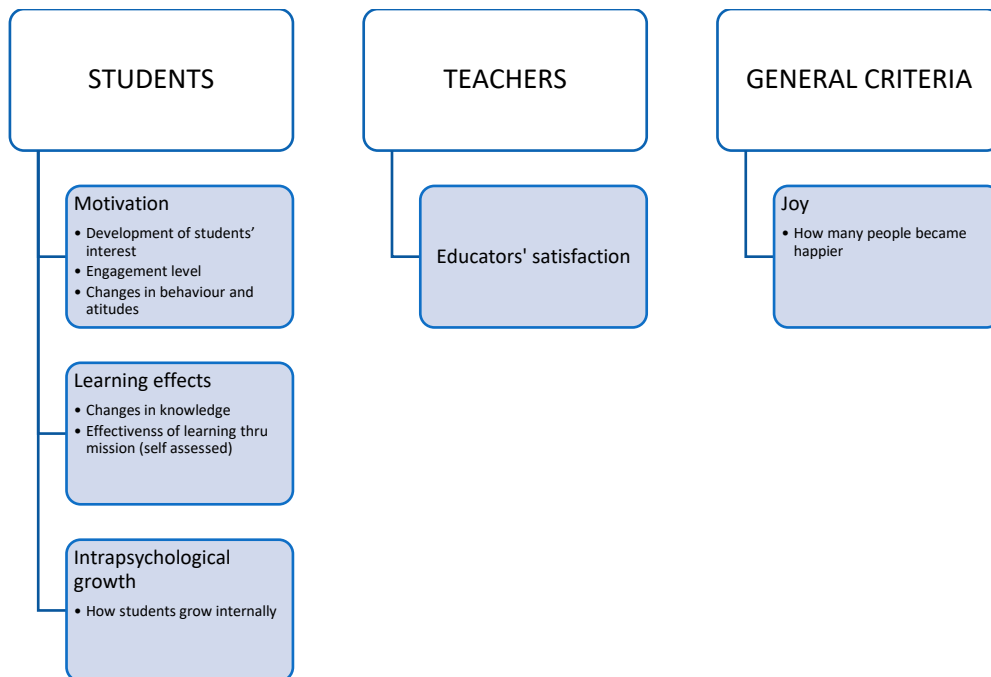 STUDENTS
Motivation
• Development of students’
interest
• Engagement level
• Changes in behaviour and
atitudes
Learning effects
• Changes in knowledge
• Effectivenss of learning thru
mission (self assessed)
Intrapsychological
growth
• How students grow internally
TEACHERS
Educators' satisfaction
GENERAL CRITERIA
Joy
• How many people became
happier